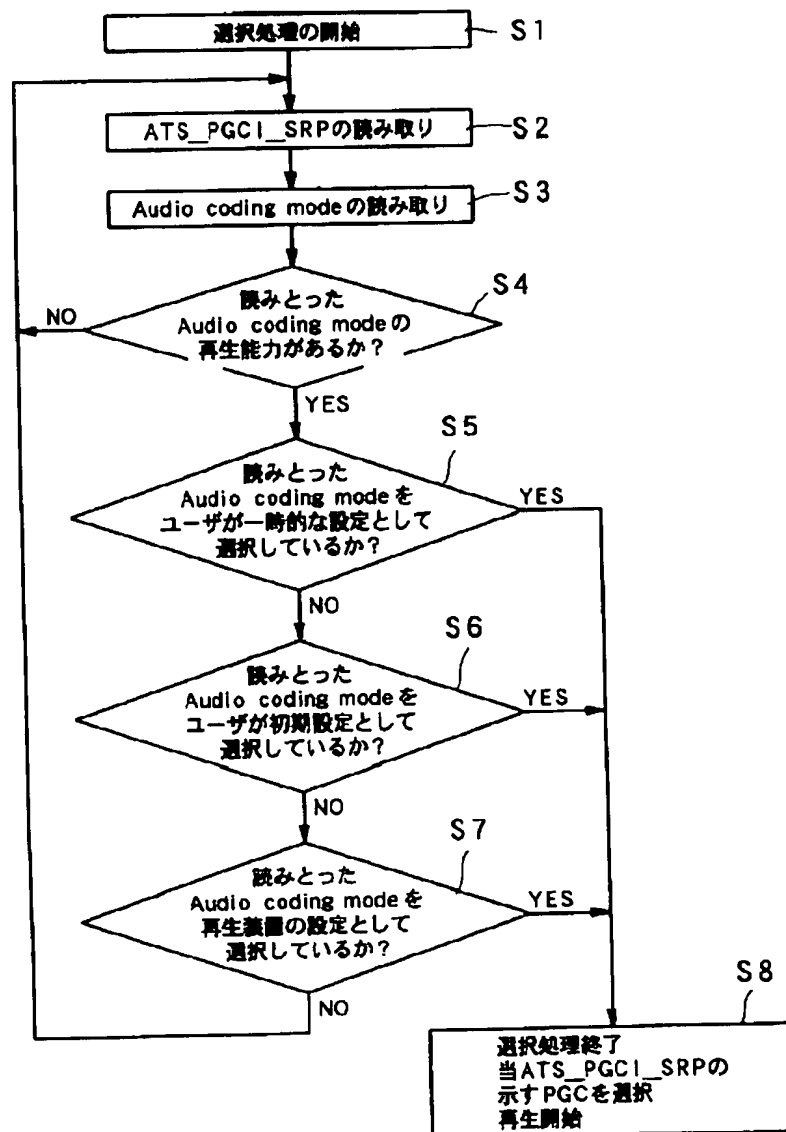 選択処理の開始
S1
ATS_PGCI_SRPの読み取り
S2
Audio coding modeの読み取り
S3
読みとった
Audio coding modeの
再生能力があるか?
S4
NO
YES
読みとった
Audio coding modeを
ユーザが一時的な設定として
選択しているか?
S5
YES
NO
読みとった
Audio coding modeを
ユーザが初期設定として
選択しているか?
S6
YES
NO
読みとった
Audio coding modeを
再生装置の設定として
選択しているか?
S7
YES
NO
S8
選択処理終了
当ATS_PGCI_SRPの
示すPGCを選択
再生開始